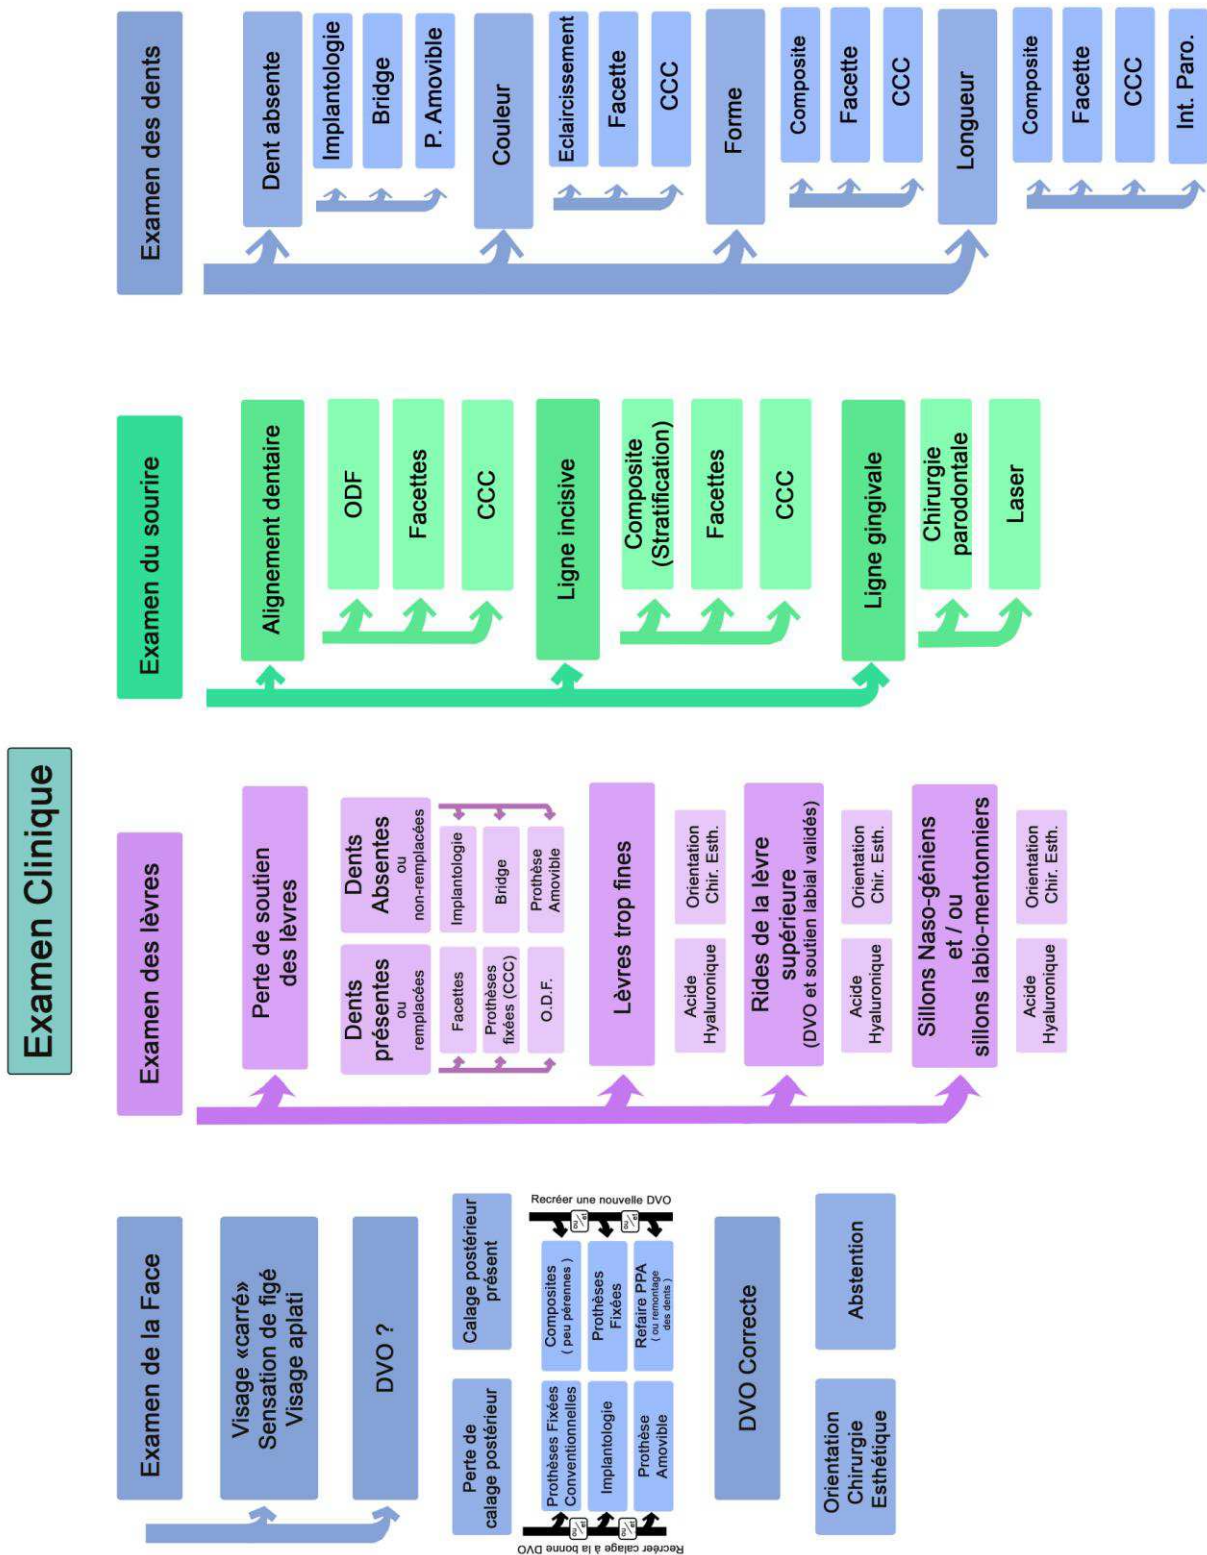 Examen Clinique
Examen de la Face
Visage «carré»
Sensation de figé
Visage aplati
DVO ?
Perte de
calage postérieur
Recréer calage à la bonne DVO
ou/et
ou/et
Prothèses Fixées
Conventionnelles
Implantologie
Prothèse
Amovible
Calage postérieur
présent
Recréer une nouvelle DVO
ou/et
ou/et
Composites
( peu pérennes )
Prothèses
Fixées
Refaire PPA
( ou remontage
des dents )
DVO Correcte
Orientation
Chirurgie
Esthétique
Abstention
Examen des lèvres
Perte de soutien
des lèvres
Dents
présentes
ou
remplacées
Facettes
Prothèses
fixées (CCC)
O.D.F.
Dents
Absentes
ou
non-remplacées
Implantologie
Bridge
Prothèse
Amovible
Lèvres trop fines
Acide
Hyaluronique
Orientation
Chir. Esth.
Rides de la lèvre
supérieure
(DVO et soutien labial validés)
Acide
Hyaluronique
Orientation
Chir. Esth.
Sillons Naso-géniens
et / ou
sillons labio-mentonniers
Acide
Hyaluronique
Orientation
Chir. Esth.
Examen du sourire
Alignement dentaire
ODF
Facettes
CCC
Ligne incisive
Composite
(Stratification)
Facettes
CCC
Ligne gingivale
Chirurgie
parodontale
Laser
Examen des dents
Dent absente
Implantologie
Bridge
P. Amovible
Couleur
Eclaircissement
Facette
CCC
Forme
Composite
Facette
CCC
Longueur
Composite
Facette
CCC
Int. Paro.